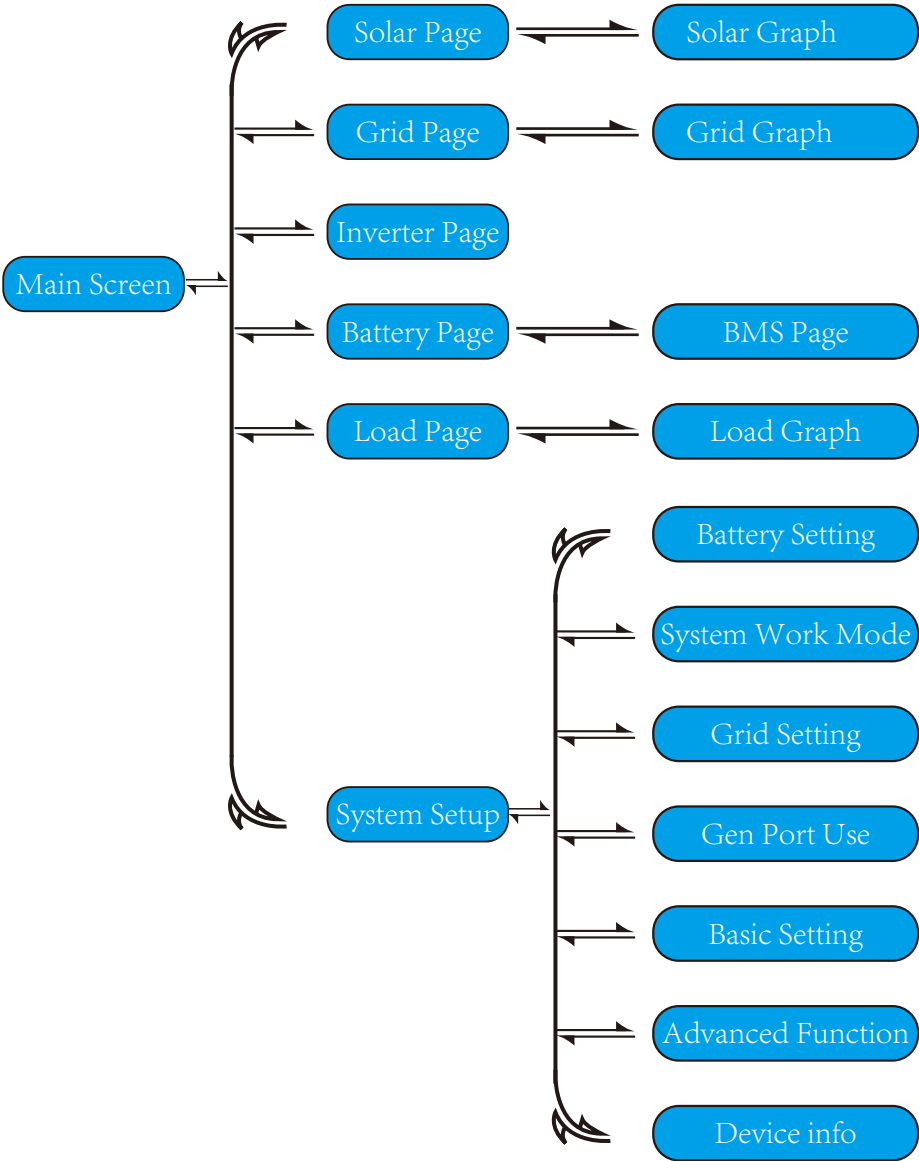 Solar Page
Solar Graph
Grid Page
Grid Graph
Inverter Page
Main Screen
Battery Page
BMS Page
Load Page
Load Graph
Battery Setting
System Work Mode
Grid Setting
System Setup
Gen Port Use
Basic Setting
Advanced Function
Device info